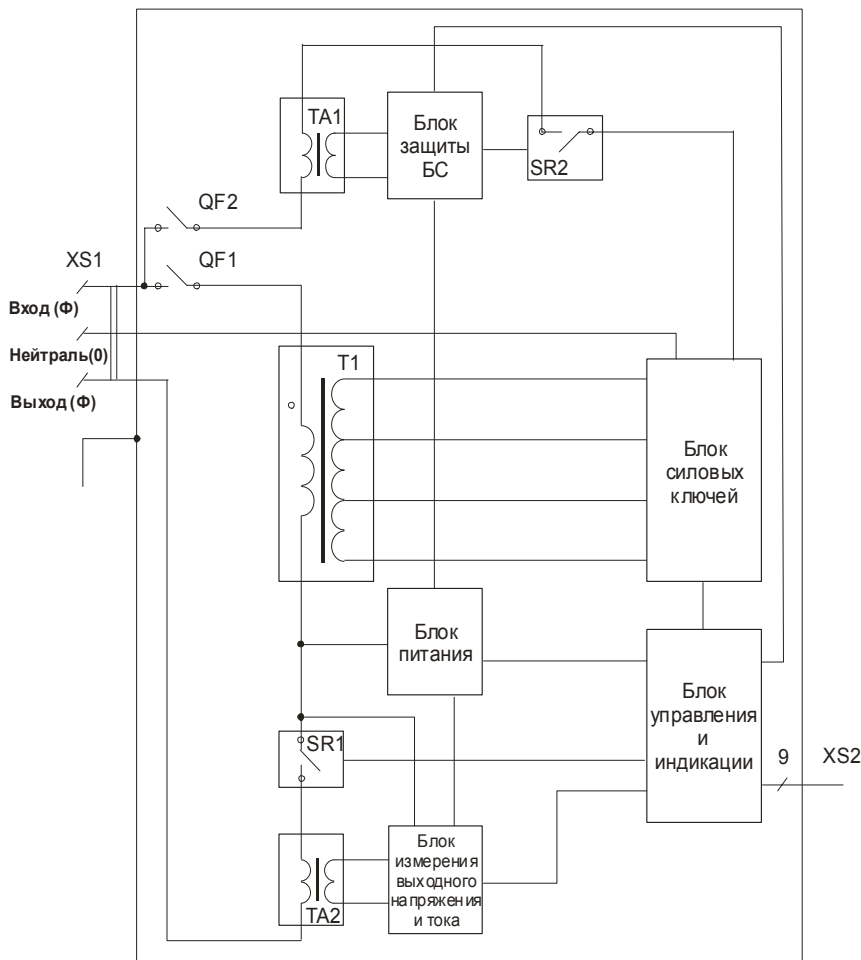 TA1
Блок
защиты
БС
SR2
QF2
XS1
QF1
Вход (Ф)
Нейтраль(0)
Выход (Ф)
T1
Блок
силовых
ключей
Блок
питания
Блок
управления
и
индикации
SR1
9
XS2
Блок
измерения
выходного
напряжения
и тока
TA2